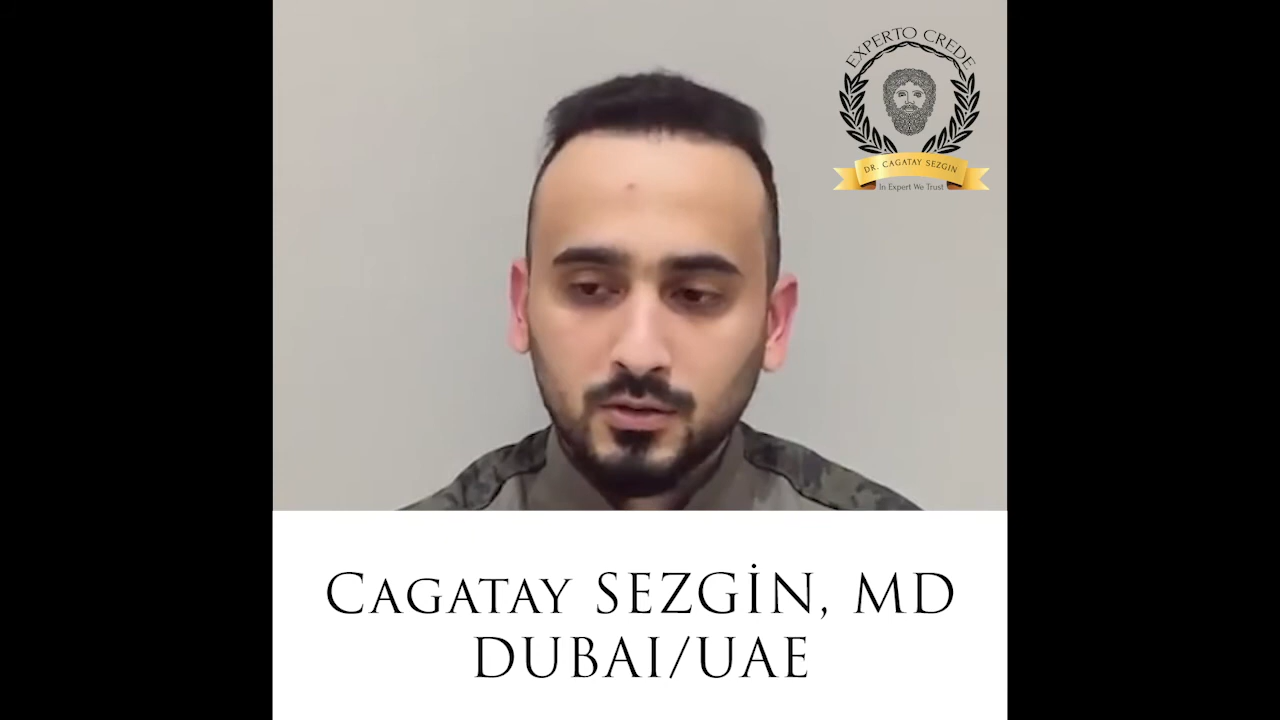 EXPERTO CREDE
DR. CAGATAY SEZGIN
In Expert We Trust
CAGATAY SEZGİN, MD
DUBAI/UAE